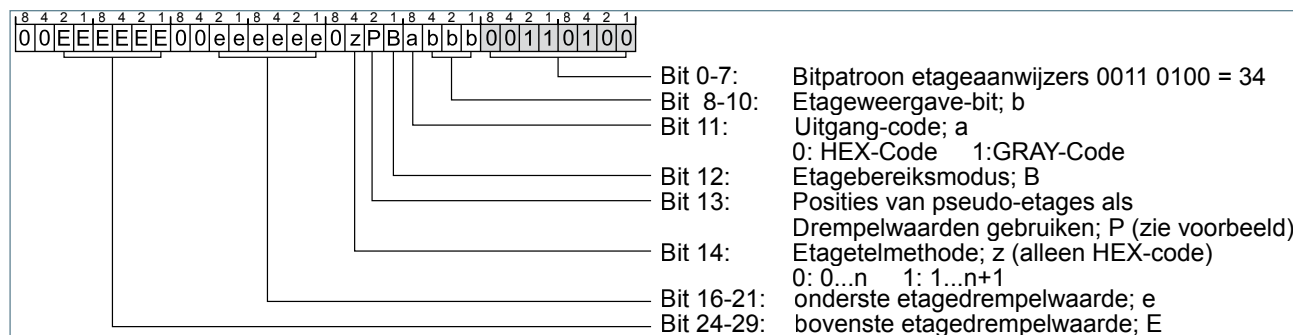 8 4 2 1 8 4 2 1 8 4 2 1 8 4 2 1 8 4 2 1 8 4 2 1 8 4 2 1 8 4 2 1
0 0 E E E E E E 0 0 e e e e e e 0 z P B a b b b 0 0 1 1 0 1 0 0
Bit 0-7: Bitpatroon etageaanwijzers 0011 0100 = 34
Bit 8-10: Etageweergave-bit; b
Bit 11: Uitgang-code; a
0: HEX-Code 1:GRAY-Code
Bit 12: Etagebereiksmodus; B
Bit 13: Posities van pseudo-etages als
Drempelwaarden gebruiken; P (zie voorbeeld)
Bit 14: Etagetelmethode; z (alleen HEX-code)
0: 0...n 1: 1...n+1
Bit 16-21: onderste etagedrempelwaarde; e
Bit 24-29: bovenste etagedrempelwaarde; E